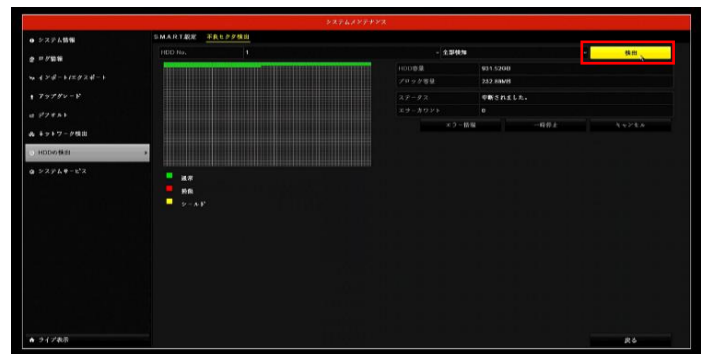 システムメンテナンス
システム情報
ログ情報
インポート/エクスポート
アップグレード
デフォルト
ネットワーク検出
HDDの検出
システムサービス
ライブ表示
SMART設定 不良セクタ検出
HDD No. 1 全部検知 検出
HDD容量 931.52GB
ブロック容量 232.88MB
ステータス 中断されました。
エラーカウント 0
エラー情報 一時停止 キャンセル
通常
損傷
シールド
戻る